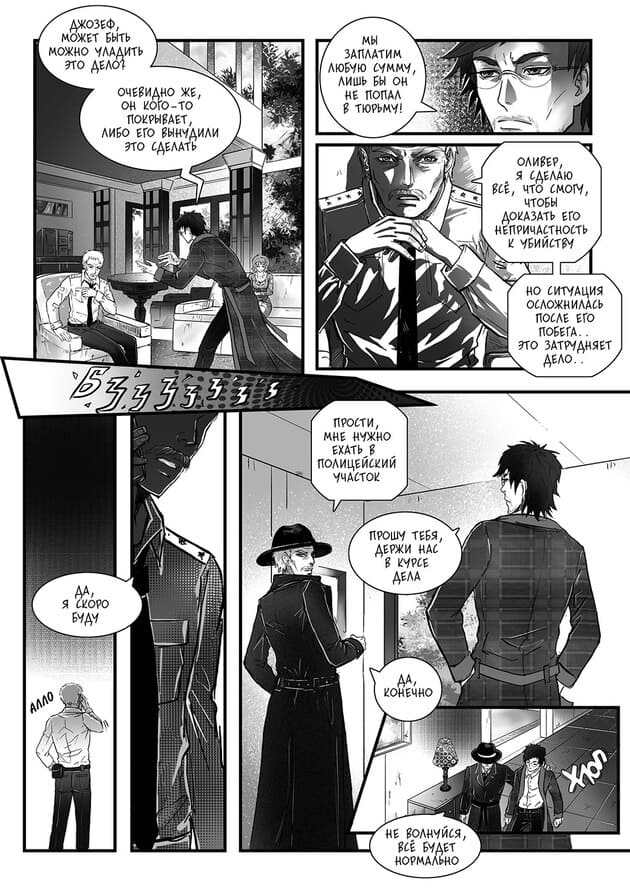 ДЖОЗЕФ,
МОЖЕТ БЫТЬ
МОЖНО УЛАДИТЬ
ЭТО ДЕЛО?
ОЧЕВИДНО ЖЕ,
ОН КОГО-ТО
ПОКРЫВАЕТ,
ЛИБО ЕГО ВЫНУДИЛИ
ЭТО СДЕЛАТЬ
МЫ
ЗАПЛАТИМ
ЛЮБУЮ СУММУ,
ЛИШЬ БЫ ОН
НЕ ПОПАЛ
В ТЮРЬМУ!
ОЛИВЕР,
Я СДЕЛАЮ
ВСЁ, ЧТО СМОГУ,
ЧТОБЫ
ДОКАЗАТЬ ЕГО
НЕПРИЧАСТНОСТЬ
К УБИЙСТВУ
НО СИТУАЦИЯ
ОСЛОЖНИЛАСЬ
ПОСЛЕ ЕГО
ПОБЕГА..
ЭТО ЗАТРУДНЯЕТ
ДЕЛО..
БЗЗЗЗЗЗЗ
АЛЛО
ДА,
Я СКОРО
БУДУ
ПРОСТИ,
МНЕ НУЖНО
ЕХАТЬ В
ПОЛИЦЕЙСКИЙ
УЧАСТОК
ПРОШУ ТЕБЯ,
ДЕРЖИ НАС
В КУРСЕ
ДЕЛА
ДА,
КОНЕЧНО
ХЛОП
НЕ ВОЛНУЙСЯ,
ВСЁ БУДЕТ
НОРМАЛЬНО